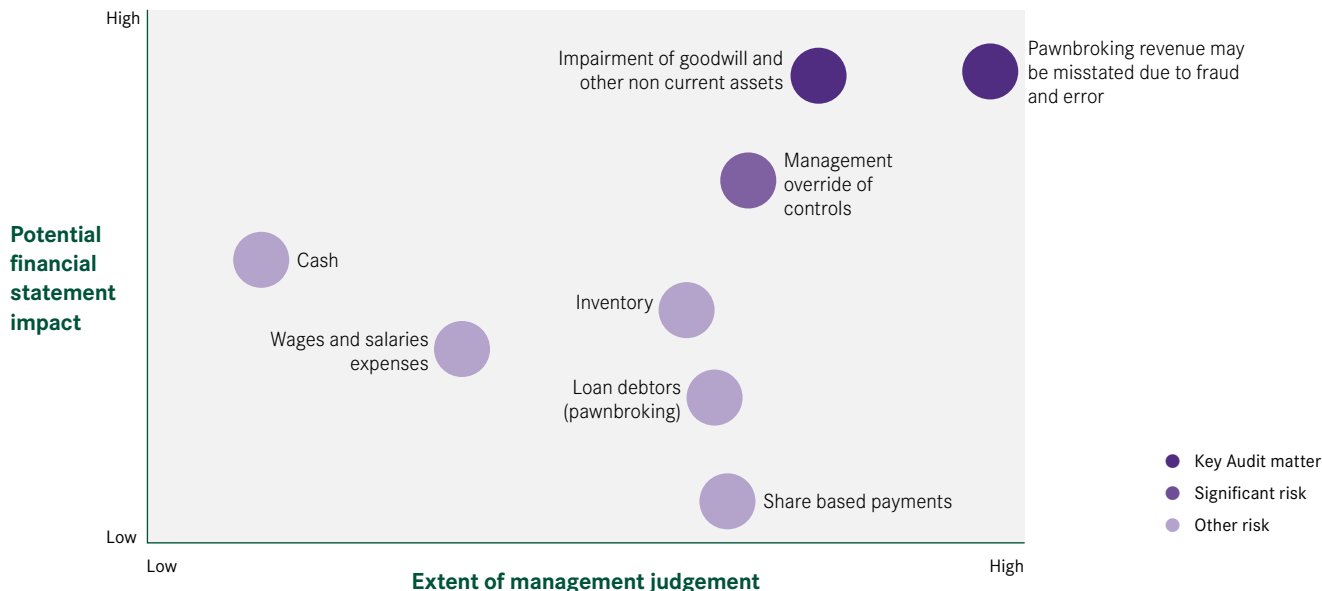 High
Impairment of goodwill and
other non current assets
Pawnbroking revenue may
be misstated due to fraud
and error
Management
override of
controls
Potential
financial
statement
impact
Cash
Inventory
Wages and salaries
expenses
Loan debtors
(pawnbroking)
Share based payments
Key Audit matter
Significant risk
Other risk
Low
Low
High
Extent of management judgement